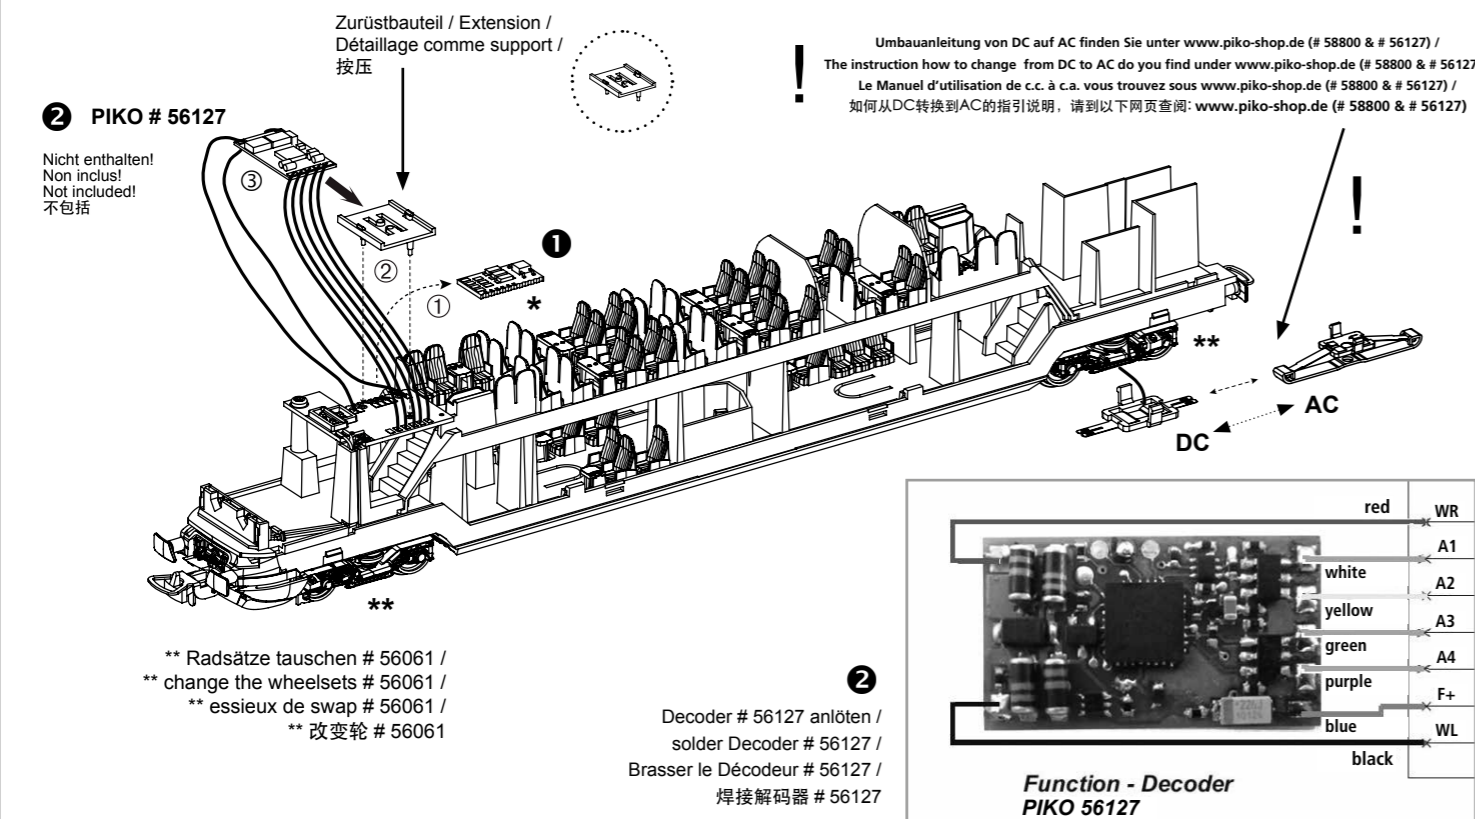 Zurüstbauteil / Extension /
Détaillage comme support /
按压
! Umbauanleitung von DC auf AC finden Sie unter www.piko-shop.de (# 58800 & # 56127) /
The instruction how to change from DC to AC do you find under www.piko-shop.de (# 58800 & # 56127
Le Manuel d'utilisation de c.c. à c.a. vous trouvez sous www.piko-shop.de (# 58800 & # 56127) /
如何从DC转换到AC的指引说明，请到以下网页查阅: www.piko-shop.de (# 58800 & # 56127)
❷ PIKO # 56127
Nicht enthalten!
Non inclus!
Not included!
不包括
③
②
①
❶
*
!
**
AC
DC
**
** Radsätze tauschen # 56061 /
** change the wheelsets # 56061 /
** essieux de swap # 56061 /
** 改变轮 # 56061
❷
Decoder # 56127 anlöten /
solder Decoder # 56127 /
Brasser le Décodeur # 56127 /
焊接解码器 # 56127
red WR
A1
white
A2
yellow
A3
green
A4
purple
F+
blue
WL
black
Function - Decoder
PIKO 56127